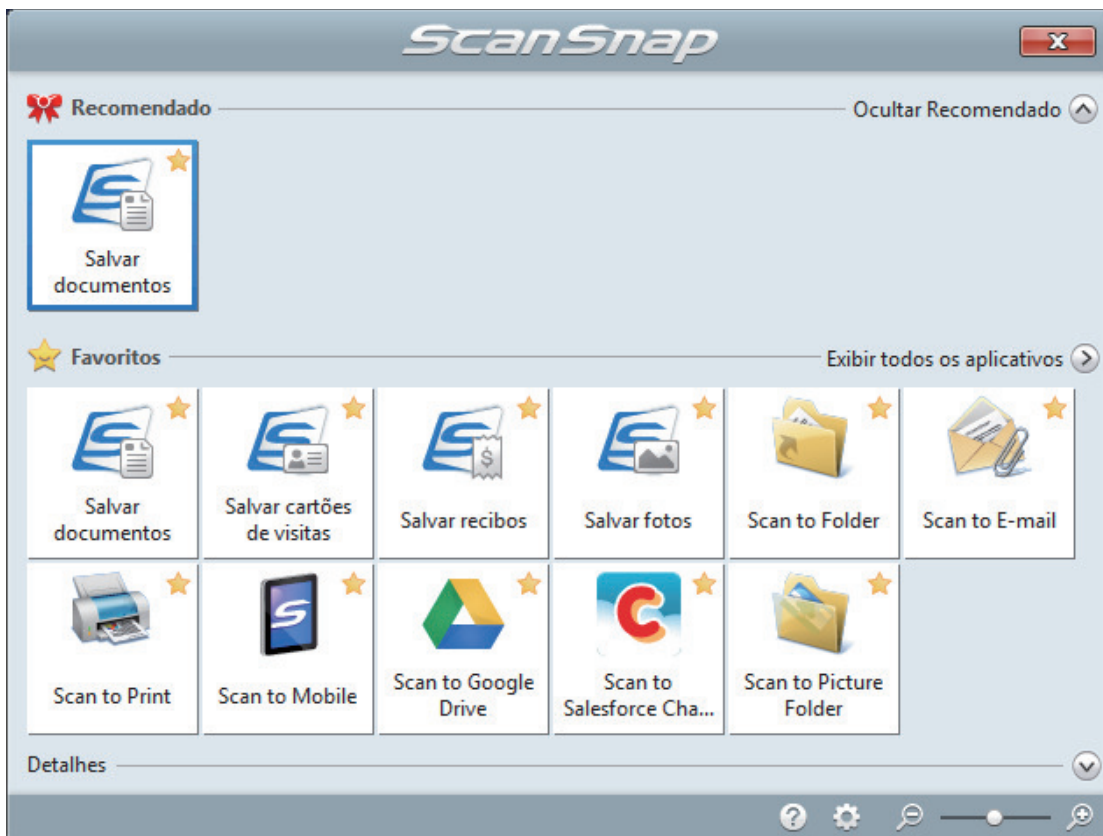 ScanSnap
X
Recomendado
Ocultar Recomendado
Salvar
documentos
Favoritos
Exibir todos os aplicativos
Salvar
documentos
Salvar cartões
de visitas
Salvar recibos
Salvar fotos
Scan to Folder
Scan to E-mail
Scan to Print
Scan to Mobile
Scan to Google
Drive
Scan to
Salesforce Cha...
Scan to Picture
Folder
Detalhes